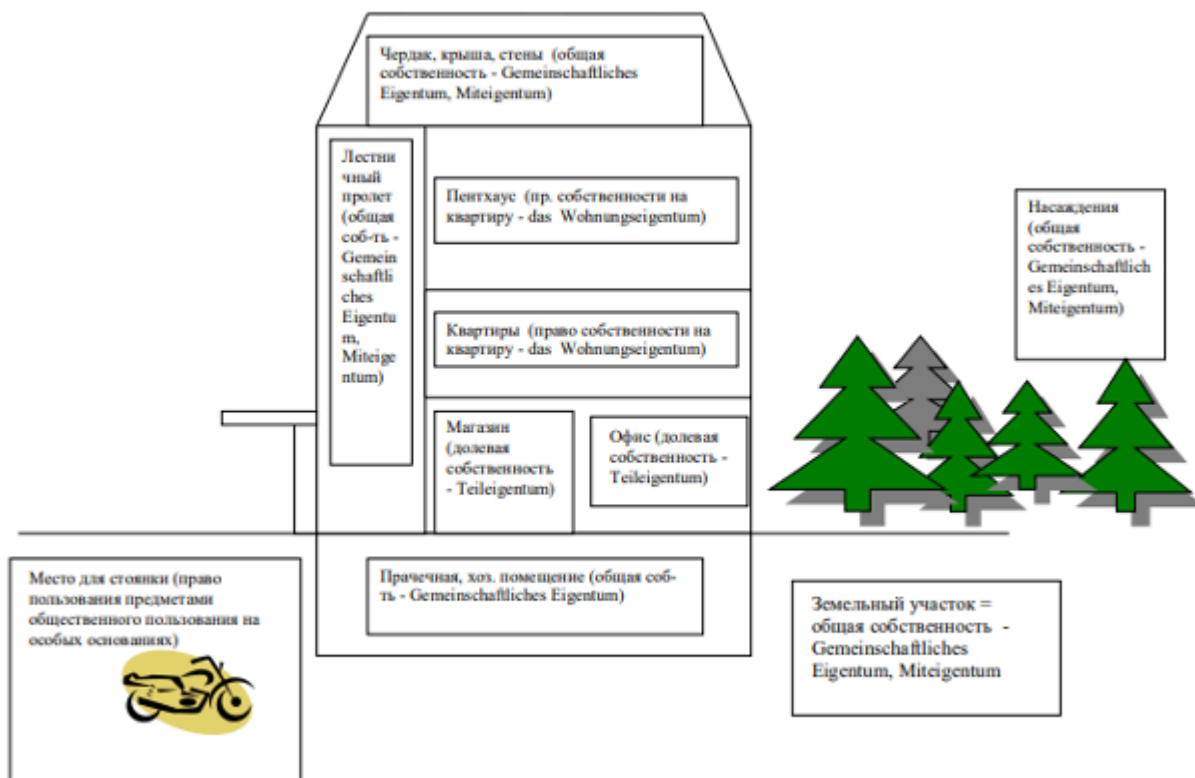 Чердак, крыша, стены (общая
собственность - Gemeinschaftliches
Eigentum, Miteigentum)
Лестни
чный
пролет
(общая
соб-ть -
Gemein
schaftli
ches
Eigentu
m,
Miteige
ntum)
Пентхаус (пр. собственности на
квартиру - das Wohnungseigentum)
Насаждения
(общая
собственность -
Gemeinschaftlich
es Eigentum,
Miteigentum)
Квартиры (право собственности на
квартиру - das Wohnungseigentum)
Магазин
(долевая
собственность
- Teileigentum)
Офис (долевая
собственность -
Teileigentum)
Место для стоянки (право
пользования предметами
общественного пользования на
особых основаниях)
Прачечная, хоз. помещение (общая соб-
ть - Gemeinschaftliches Eigentum)
Земельный участок =
общая собственность -
Gemeinschaftliches
Eigentum, Miteigentum